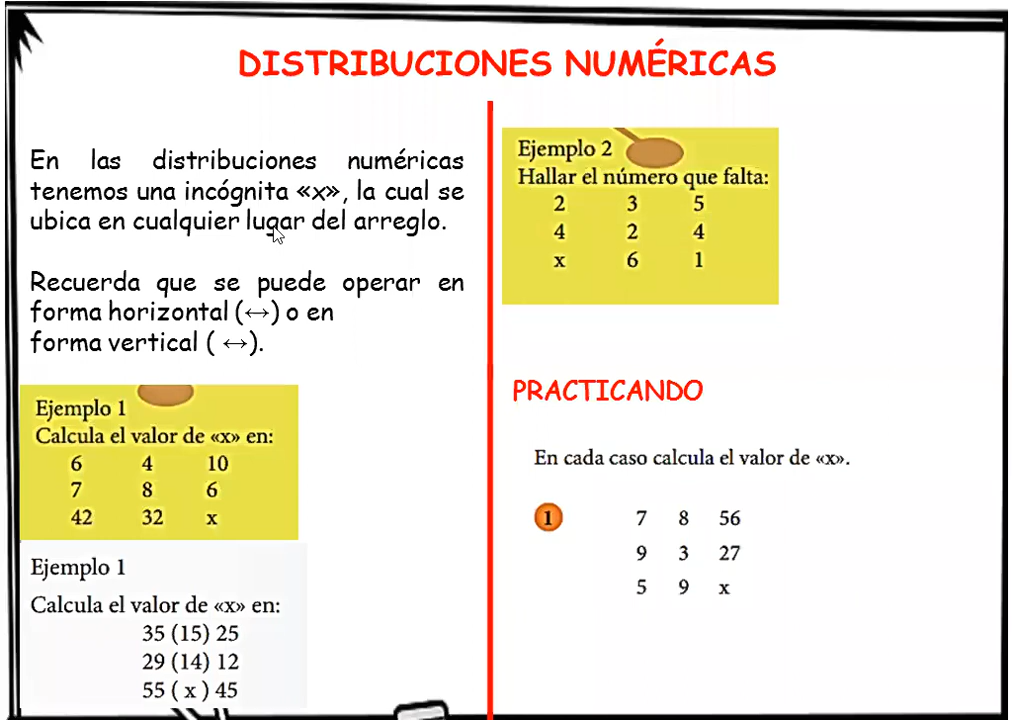 DISTRIBUCIONES NUMÉRICAS
En las distribuciones numéricas
tenemos una incógnita «x», la cual se
ubica en cualquier lugar del arreglo.
Recuerda que se puede operar en
forma horizontal (↔) o en
forma vertical ( ↔).
Ejemplo 1
Calcula el valor de «x» en:
6 4 10
7 8 6
42 32 x
Ejemplo 1
Calcula el valor de «x» en:
35 (15) 25
29 (14) 12
55 ( x ) 45
Ejemplo 2
Hallar el número que falta:
2 3 5
4 2 4
x 6 1
PRACTICANDO
En cada caso calcula el valor de «x».
1 7 8 56
9 3 27
5 9 x